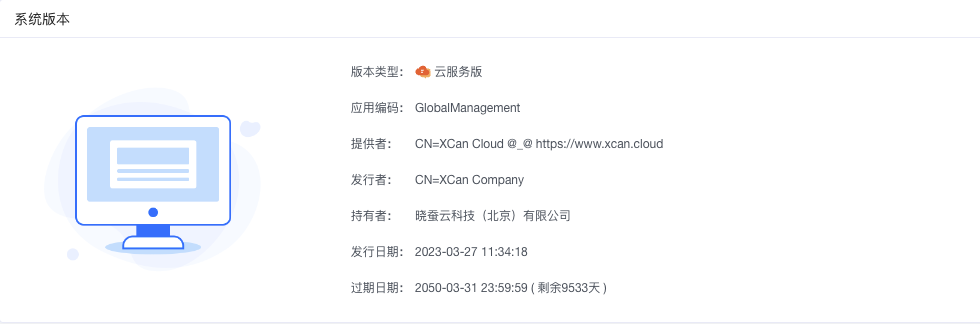 系统版本
版本类型： 云服务版
应用编码： GlobalManagement
提供者： CN=XCan Cloud @_@ https://www.xcan.cloud
发行者： CN=XCan Company
持有者： 晓蚕云科技（北京）有限公司
发行日期： 2023-03-27 11:34:18
过期日期： 2050-03-31 23:59:59 ( 剩余9533天 )